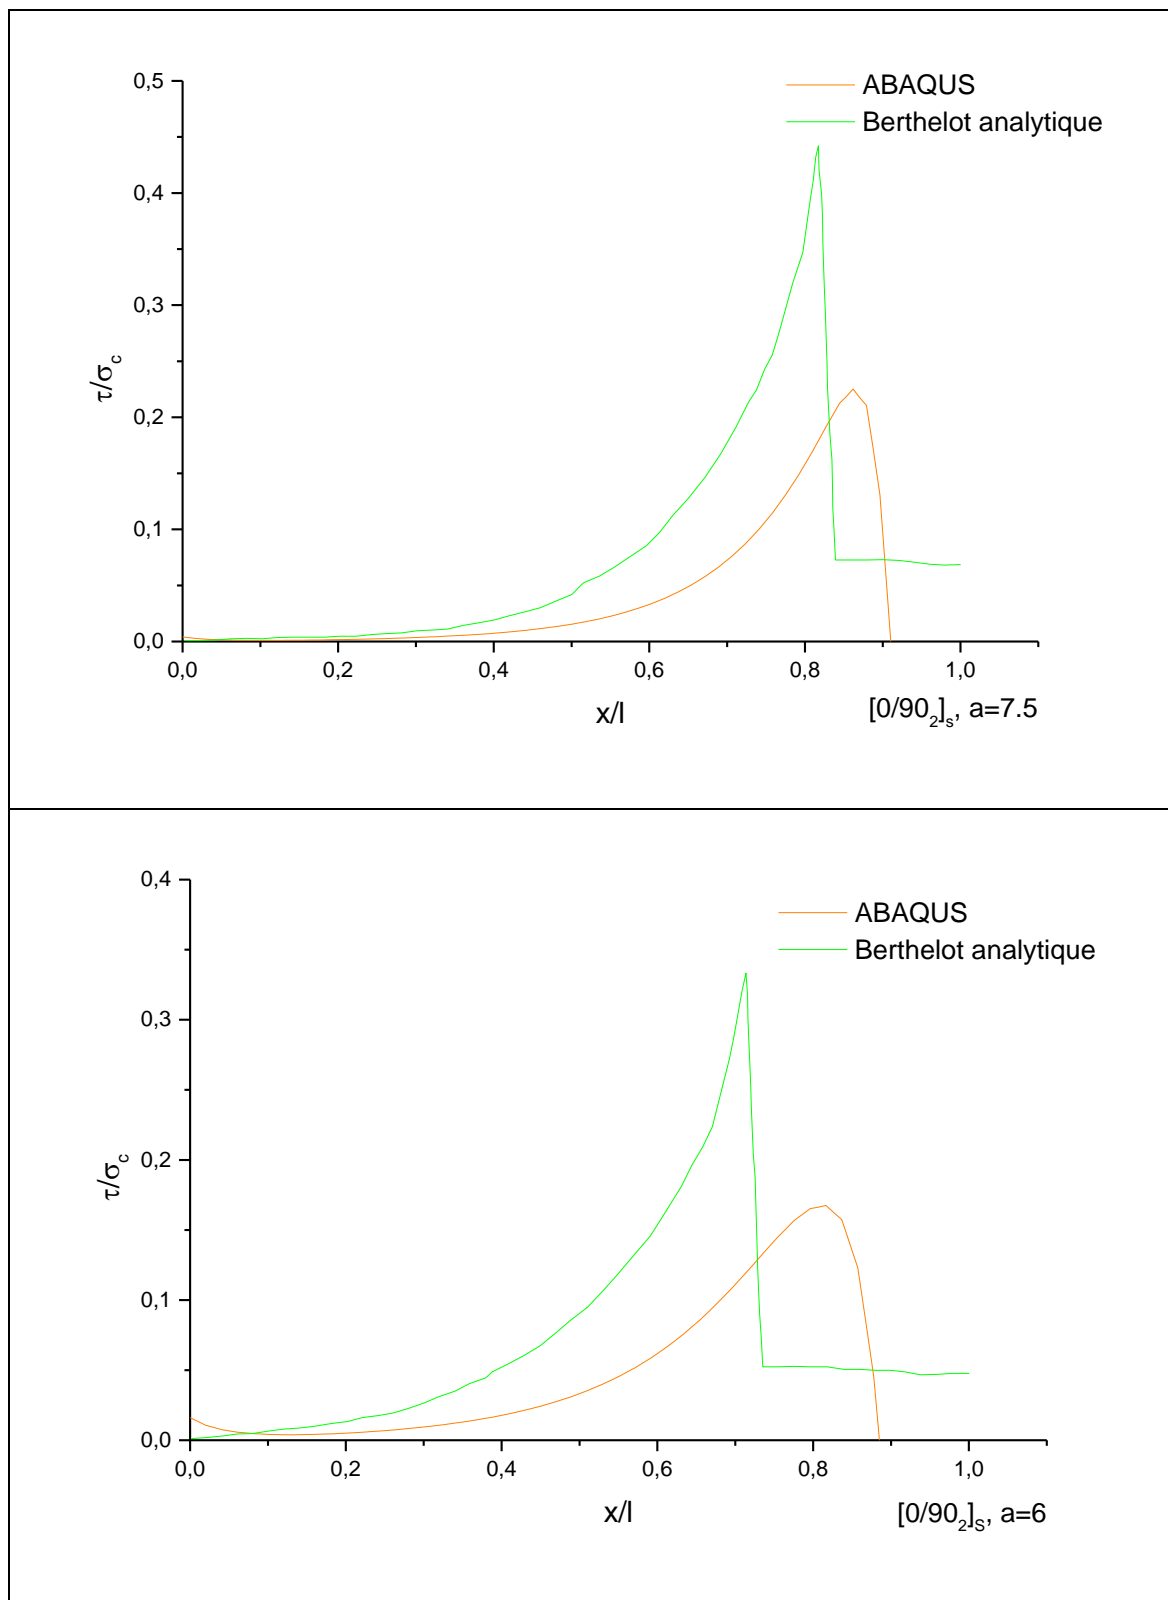 ABAQUS
Berthelot analytique
0,5
0,4
0,3
0,2
0,1
0,0
τ/σc
0,0 0,2 0,4 0,6 0,8 1,0
x/l
[0/902]s, a=7.5
ABAQUS
Berthelot analytique
0,4
0,3
0,2
0,1
0,0
τ/σc
0,0 0,2 0,4 0,6 0,8 1,0
x/l
[0/902]S, a=6